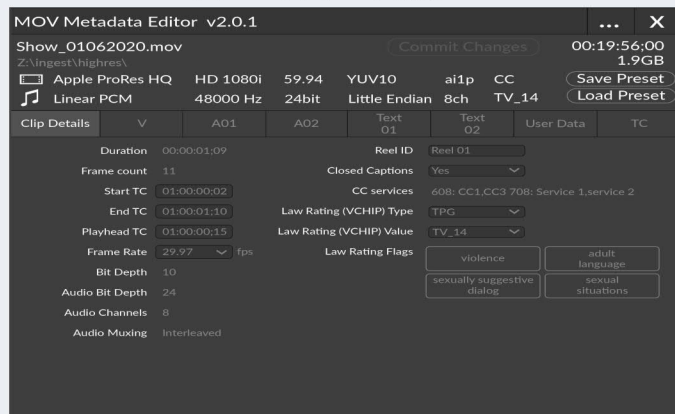 MOV Metadata Editor v2.0.1 ... X
Show_01062020.mov Commit Changes 00:19:56;00
Z:\ingest\highres\ 1.9GB
Apple ProRes HQ HD 1080i 59.94 YUV10 ai1p CC Save Preset
Linear PCM 48000 Hz 24bit Little Endian 8ch TV_14 Load Preset
Clip Details V A01 A02 Text 01 Text 02 User Data TC
Duration 00:00:01;09 Reel ID Reel 01
Frame count 11 Closed Captions Yes
Start TC 01:00:00;02 CC services 608: CC1,CC3 708: Service 1,service 2
End TC 01:00:01;10 Law Rating (VCHIP) Type TPG
Playhead TC 01:00:00;15 Law Rating (VCHIP) Value TV_14
Frame Rate 29.97 fps Law Rating Flags violence adult language
Bit Depth 10 sexually suggestive dialog sexual situations
Audio Bit Depth 24
Audio Channels 8
Audio Muxing Interleaved